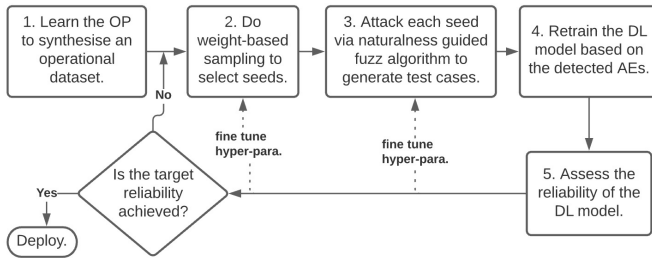 1. Learn the OP
to synthesise an
operational
dataset.
2. Do
weight-based
sampling to
select seeds.
3. Attack each seed
via naturalness guided
fuzz algorithm to
generate test cases.
4. Retrain the DL
model based on
the detected AEs.
No
fine tune
hyper-para.
fine tune
hyper-para.
Is the target
reliability
achieved?
Yes
Deploy.
5. Assess the
reliability of the
DL model.